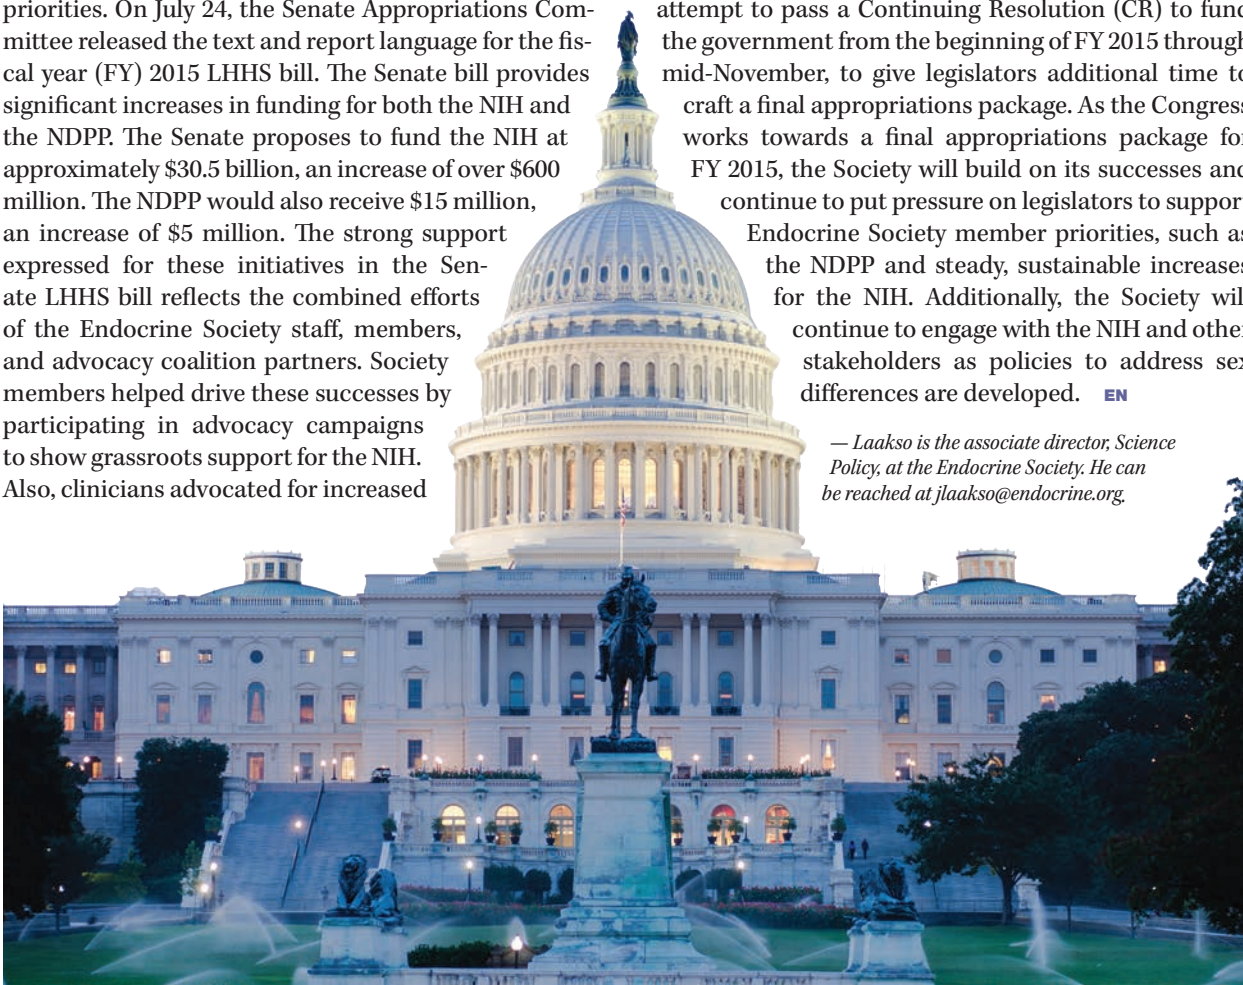 priorities. On July 24, the Senate Appropriations Com-
mittee released the text and report language for the fis-
cal year (FY) 2015 LHHS bill. The Senate bill provides
significant increases in funding for both the NIH and
the NDPP. The Senate proposes to fund the NIH at
approximately $30.5 billion, an increase of over $600
million. The NDPP would also receive $15 million,
an increase of $5 million. The strong support
expressed for these initiatives in the Sen-
ate LHHS bill reflects the combined efforts
of the Endocrine Society staff, members,
and advocacy coalition partners. Society
members helped drive these successes by
participating in advocacy campaigns
to show grassroots support for the NIH.
Also, clinicians advocated for increased
attempt to pass a Continuing Resolution (CR) to fund
the government from the beginning of FY 2015 through
mid-November, to give legislators additional time to
craft a final appropriations package. As the Congress
works towards a final appropriations package for
FY 2015, the Society will build on its successes and
continue to put pressure on legislators to support
Endocrine Society member priorities, such as
the NDPP and steady, sustainable increases
for the NIH. Additionally, the Society will
continue to engage with the NIH and other
stakeholders as policies to address sex
differences are developed. EN
— Laakso is the associate director, Science
Policy, at the Endocrine Society. He can
be reached at jlaakso@endocrine.org.